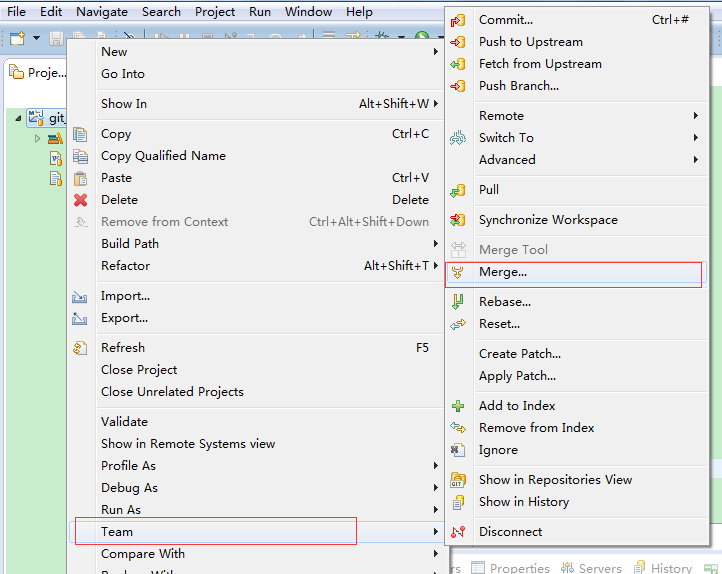 File Edit Navigate Search Project Run Window Help
Proje...
git_
New
Go Into
Show In Alt+Shift+W
Copy Ctrl+C
Copy Qualified Name
Paste Ctrl+V
Delete Delete
Remove from Context Ctrl+Alt+Shift+Down
Build Path
Refactor Alt+Shift+T
Import...
Export...
Refresh F5
Close Project
Close Unrelated Projects
Validate
Show in Remote Systems view
Profile As
Debug As
Run As
Team
Compare With
Commit... Ctrl+#
Push to Upstream
Fetch from Upstream
Push Branch...
Remote
Switch To
Advanced
Pull
Synchronize Workspace
Merge Tool
Merge...
Rebase...
Reset...
Create Patch...
Apply Patch...
Add to Index
Remove from Index
Ignore
GIT
Show in Repositories View
Show in History
Disconnect
Properties Servers History